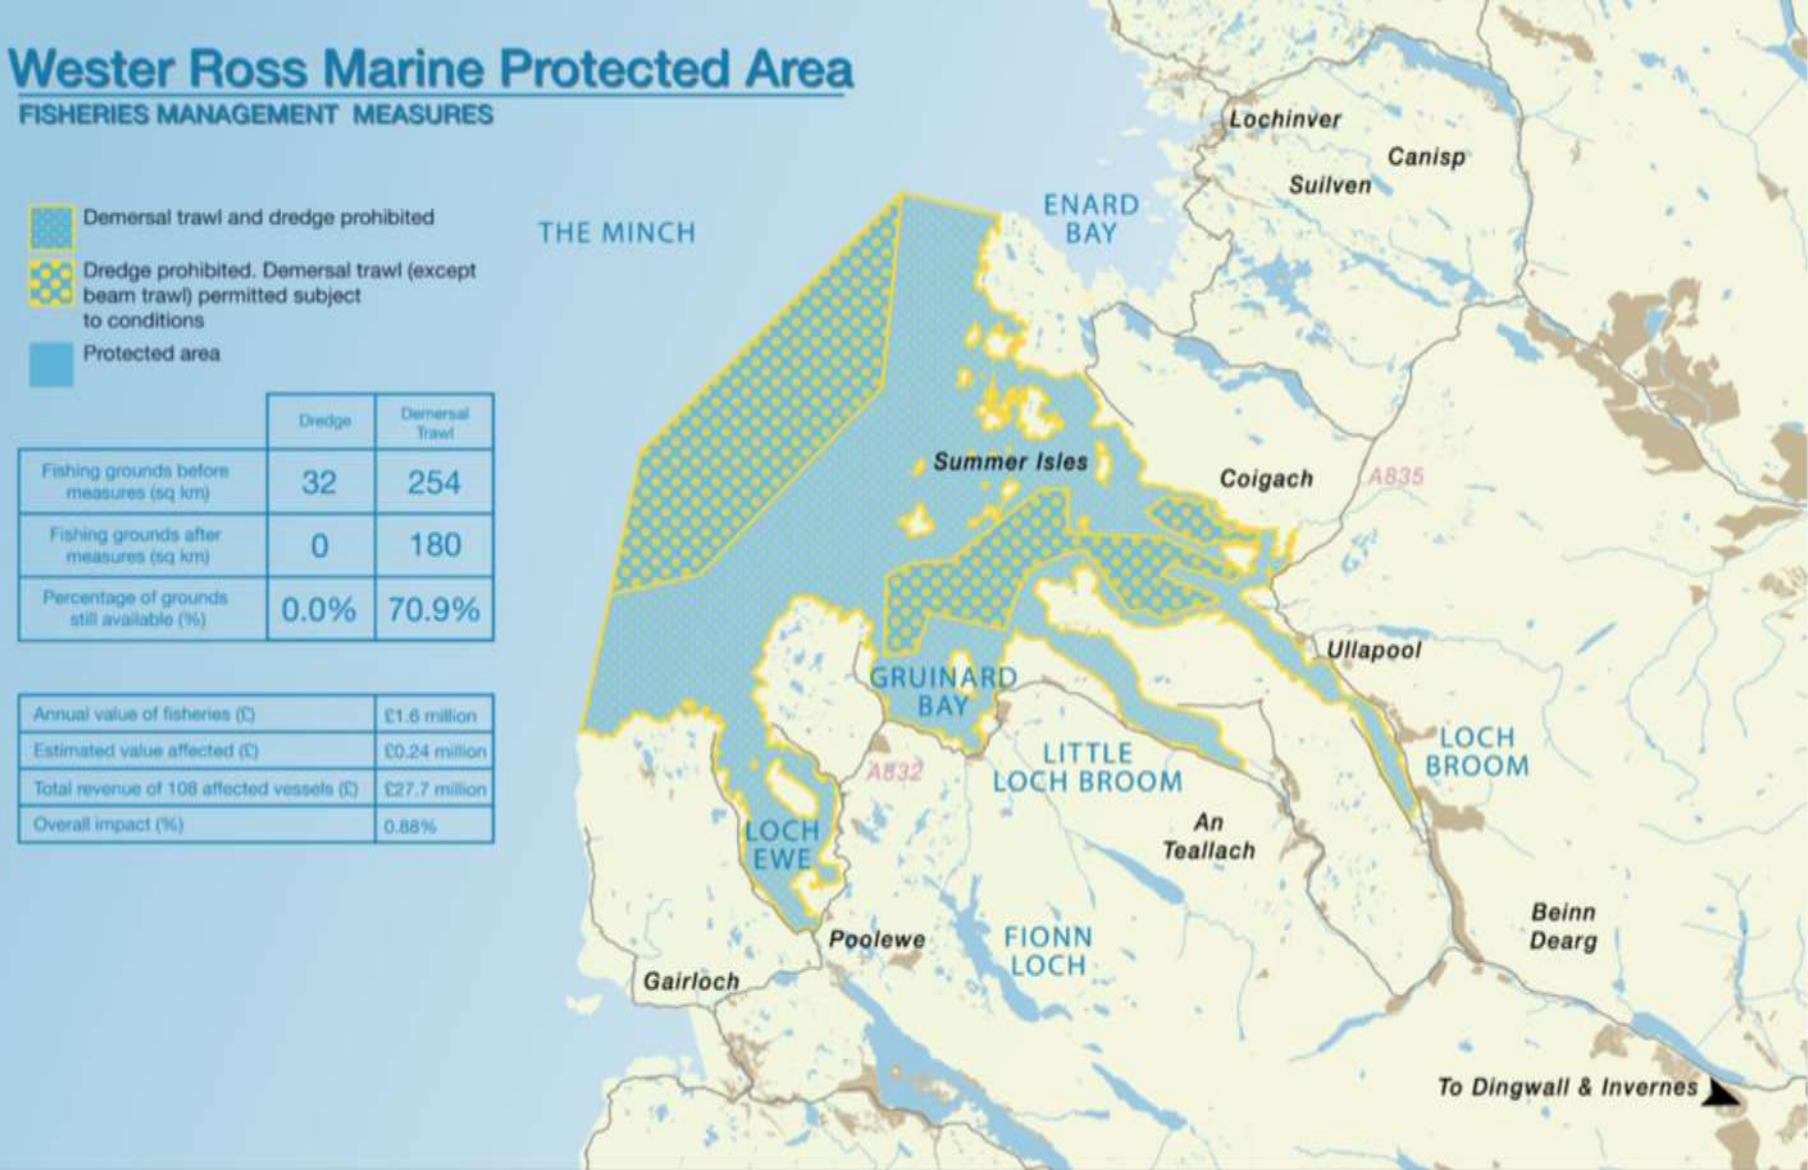 Wester Ross Marine Protected Area
FISHERIES MANAGEMENT MEASURES
Demersal trawl and dredge prohibited
Dredge prohibited. Demersal trawl (except
beam trawl) permitted subject
to conditions
Protected area
Dredge
Demersal
Trawl
Fishing grounds before
measures (sq km)
32
254
Fishing grounds after
measures (sq km)
0
180
Percentage of grounds
still available (%)
0.0%
70.9%
Annual value of fisheries (£)
£1.6 million
Estimated value affected (£)
£0.24 million
Total revenue of 108 affected vessels (£)
£27.7 million
Overall impact (%)
0.88%
THE MINCH
ENARD
BAY
Lochinver
Canisp
Suilven
Summer Isles
Coigach
A835
Ullapool
GRUINARD
BAY
LITTLE
LOCH BROOM
LOCH
BROOM
A832
LOCH
EWE
An
Teallach
Poolewe
FIONN
LOCH
Beinn
Dearg
Gairloch
To Dingwall & Invernes